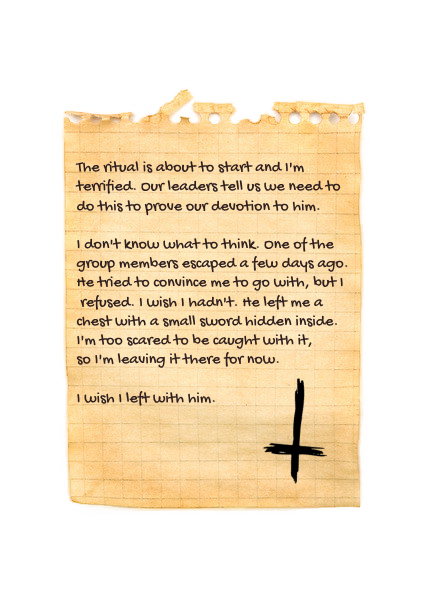 The ritual is about to start and I'm
terrified. Our leaders tell us we need to
do this to prove our devotion to him.
I don't know what to think. One of the
group members escaped a few days ago.
He tried to convince me to go with, but I
refused. I wish I hadn't. He left me a
chest with a small sword hidden inside.
I'm too scared to be caught with it,
so I'm leaving it there for now.
I wish I left with him.